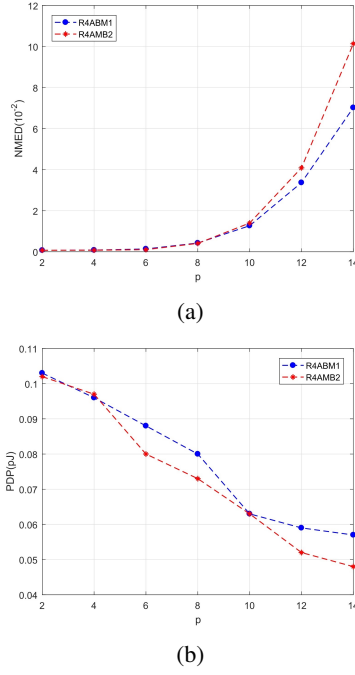 12
10
8
6
4
2
0
NMED(10-2)
R4ABM1
R4AMB2
2 4 6 8 10 12 14
p
(a)
0.11
0.1
0.09
0.08
0.07
0.06
0.05
0.04
PDP(pJ)
R4ABM1
R4AMB2
2 4 6 8 10 12 14
p
(b)